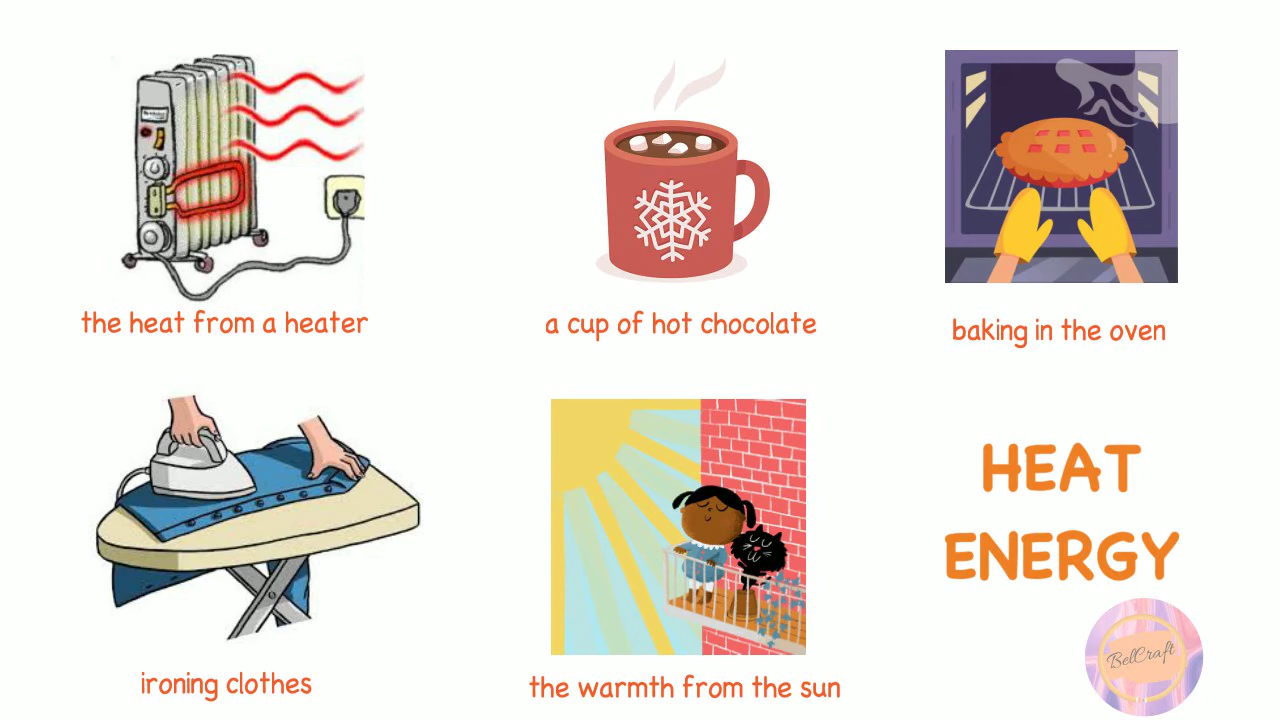 the heat from a heater
a cup of hot chocolate
baking in the oven
ironing clothes
the warmth from the sun
HEAT
ENERGY
BelCraft